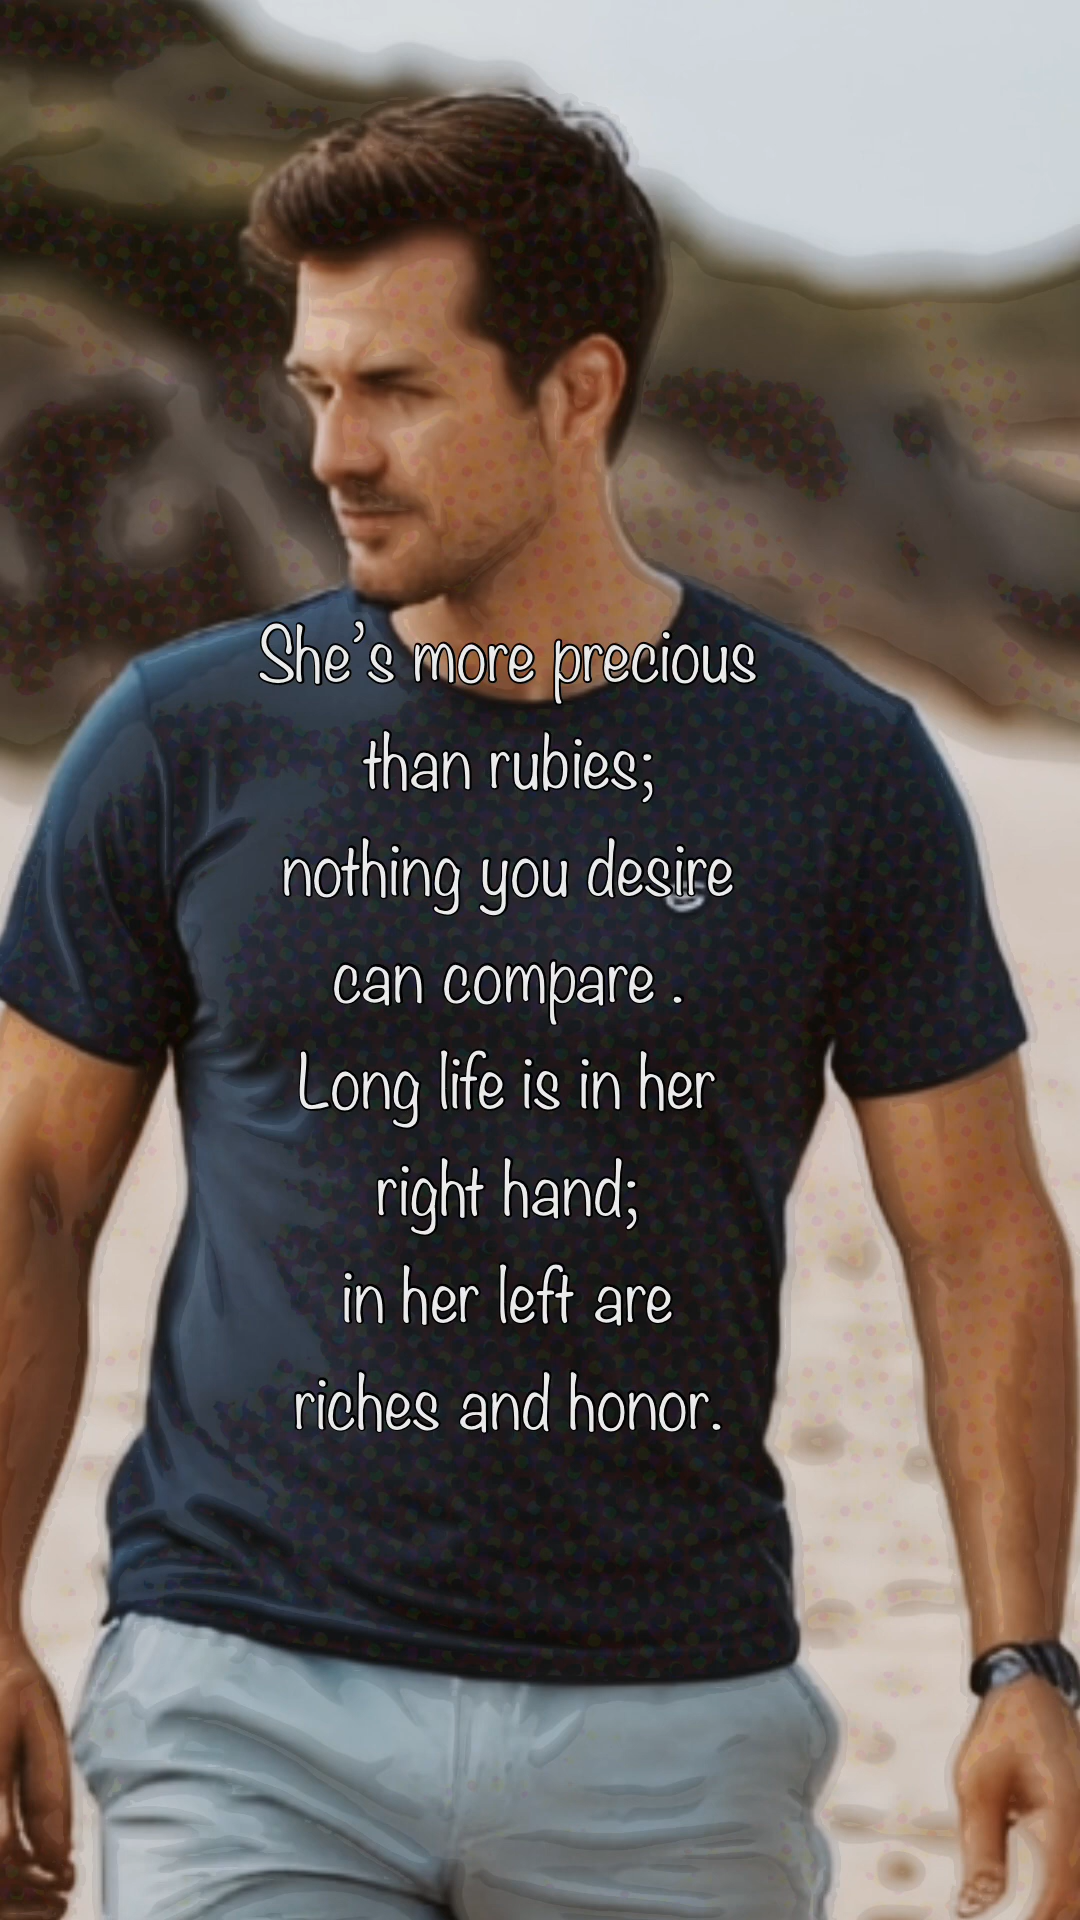 She’s more precious
than rubies;
nothing you desire
can compare .
Long life is in her
right hand;
in her left are
riches and honor.